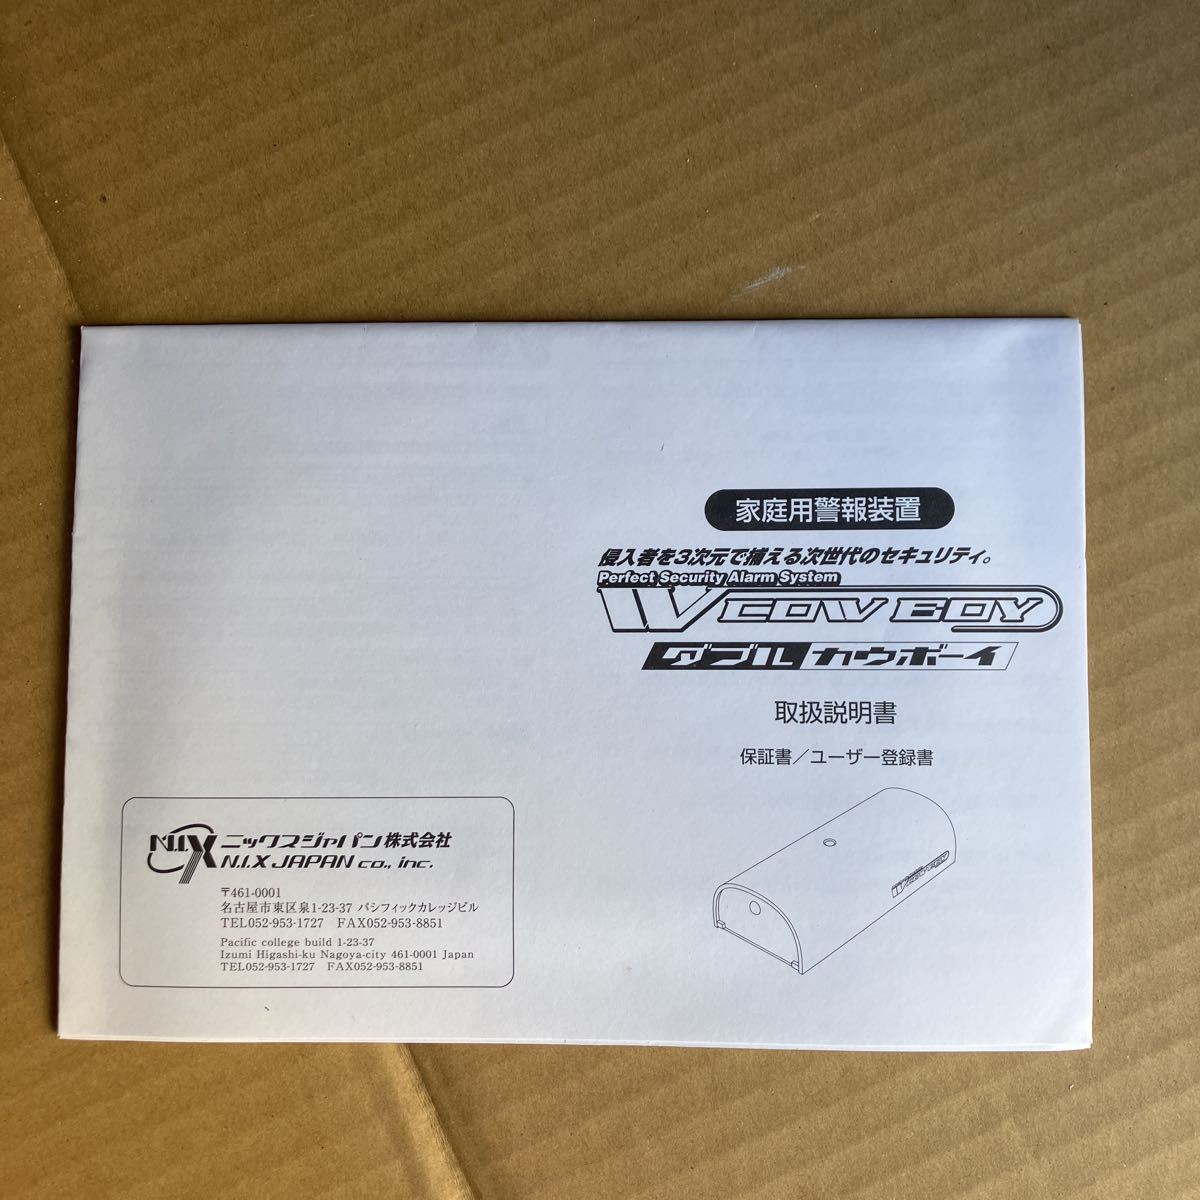 家庭用警報装置
侵入者を3次元で捕える次世代のセキュリティ。
Perfect Security Alarm System
W COW BOY
ダブルカウボーイ
取扱説明書
保証書／ユーザー登録書
W COW BOY
N.I.X ニックスジャパン株式会社
N.I.X JAPAN co., inc.
〒461-0001
名古屋市東区泉1-23-37 パシフィックカレッジビル
TEL052-953-1727 FAX052-953-8851
Pacific college build 1-23-37
Izumi Higashi-ku Nagoya-city 461-0001 Japan
TEL052-953-1727 FAX052-953-8851